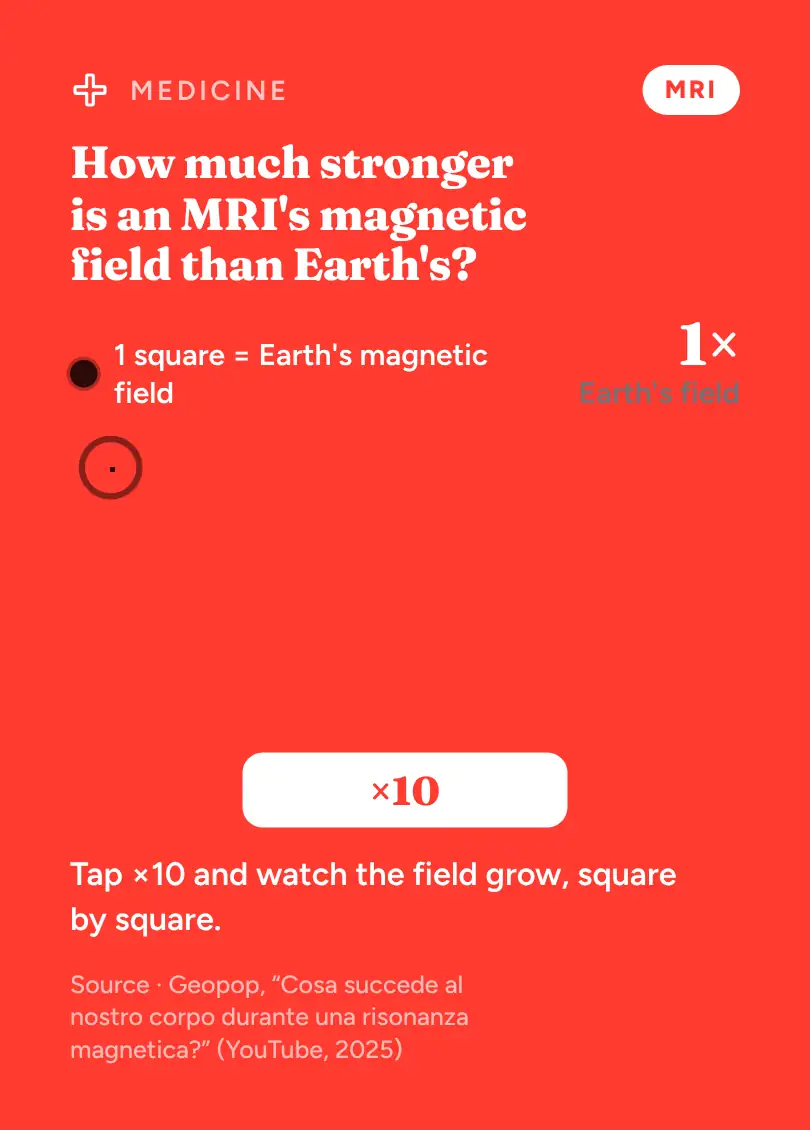 MEDICINE
MRI
How much stronger
is an MRI's magnetic
field than Earth's?
1 square = Earth's magnetic
field
1×
Earth's field
×10
Tap ×10 and watch the field grow, square
by square.
Source · Geopop, “Cosa succede al
nostro corpo durante una risonanza
magnetica?” (YouTube, 2025)